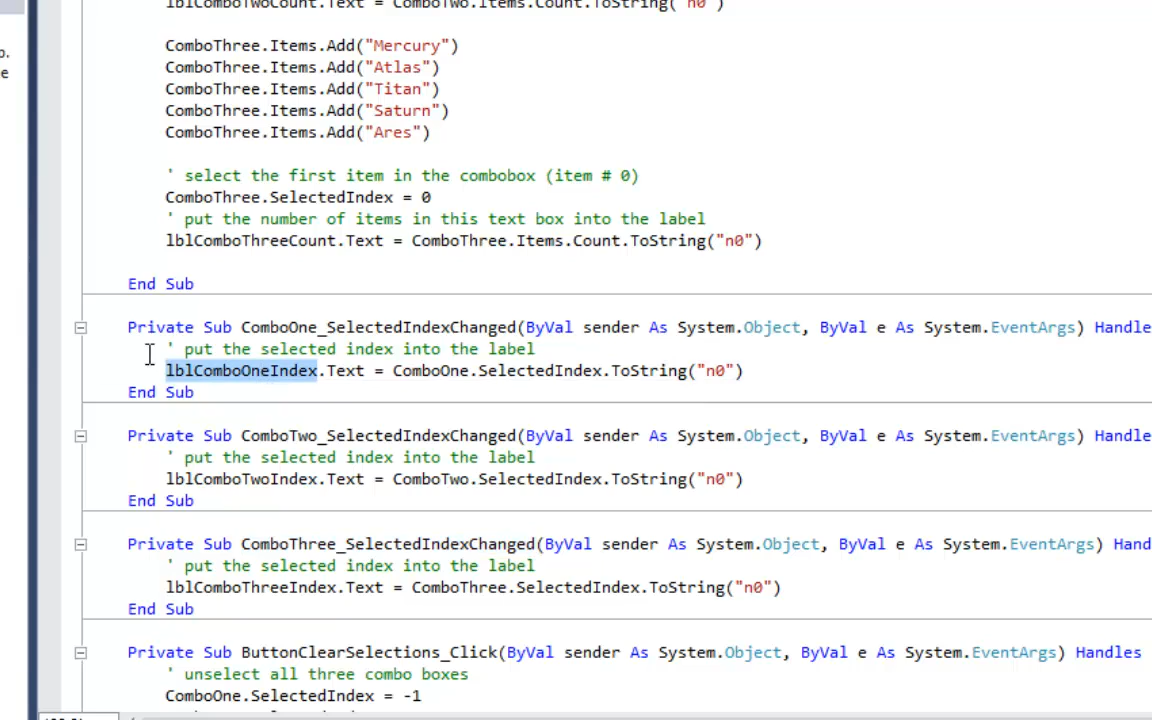 lblComboTwoCount.Text = ComboTwo.Items.Count.ToString("n0")
ComboThree.Items.Add("Mercury")
ComboThree.Items.Add("Atlas")
ComboThree.Items.Add("Titan")
ComboThree.Items.Add("Saturn")
ComboThree.Items.Add("Ares")
' select the first item in the combobox (item # 0)
ComboThree.SelectedIndex = 0
' put the number of items in this text box into the label
lblComboThreeCount.Text = ComboThree.Items.Count.ToString("n0")
End Sub
Private Sub ComboOne_SelectedIndexChanged(ByVal sender As System.Object, ByVal e As System.EventArgs) Handle
' put the selected index into the label
lblComboOneIndex.Text = ComboOne.SelectedIndex.ToString("n0")
End Sub
Private Sub ComboTwo_SelectedIndexChanged(ByVal sender As System.Object, ByVal e As System.EventArgs) Handle
' put the selected index into the label
lblComboTwoIndex.Text = ComboTwo.SelectedIndex.ToString("n0")
End Sub
Private Sub ComboThree_SelectedIndexChanged(ByVal sender As System.Object, ByVal e As System.EventArgs) Hand
' put the selected index into the label
lblComboThreeIndex.Text = ComboThree.SelectedIndex.ToString("n0")
End Sub
Private Sub ButtonClearSelections_Click(ByVal sender As System.Object, ByVal e As System.EventArgs) Handles
' unselect all three combo boxes
ComboOne.SelectedIndex = -1